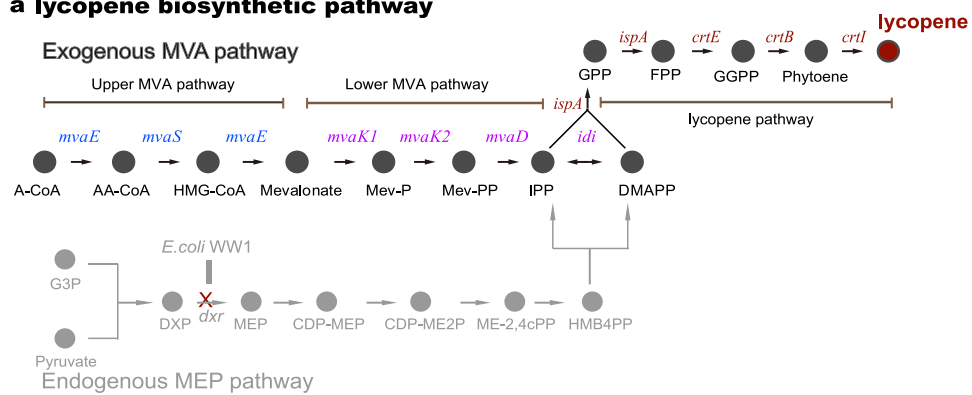 a lycopene biosynthetic pathway
lycopene
Exogenous MVA pathway
ispA crtE crtB crtI
GPP FPP GGPP Phytoene
Upper MVA pathway Lower MVA pathway
ispA
lycopene pathway
mvaE mvaS mvaE mvaK1 mvaK2 mvaD idi
A-CoA AA-CoA HMG-CoA Mevalonate Mev-P Mev-PP IPP DMAPP
E.coli WW1
G3P
X
dxr
DXP MEP CDP-MEP CDP-ME2P ME-2,4cPP HMB4PP
Pyruvate
Endogenous MEP pathway